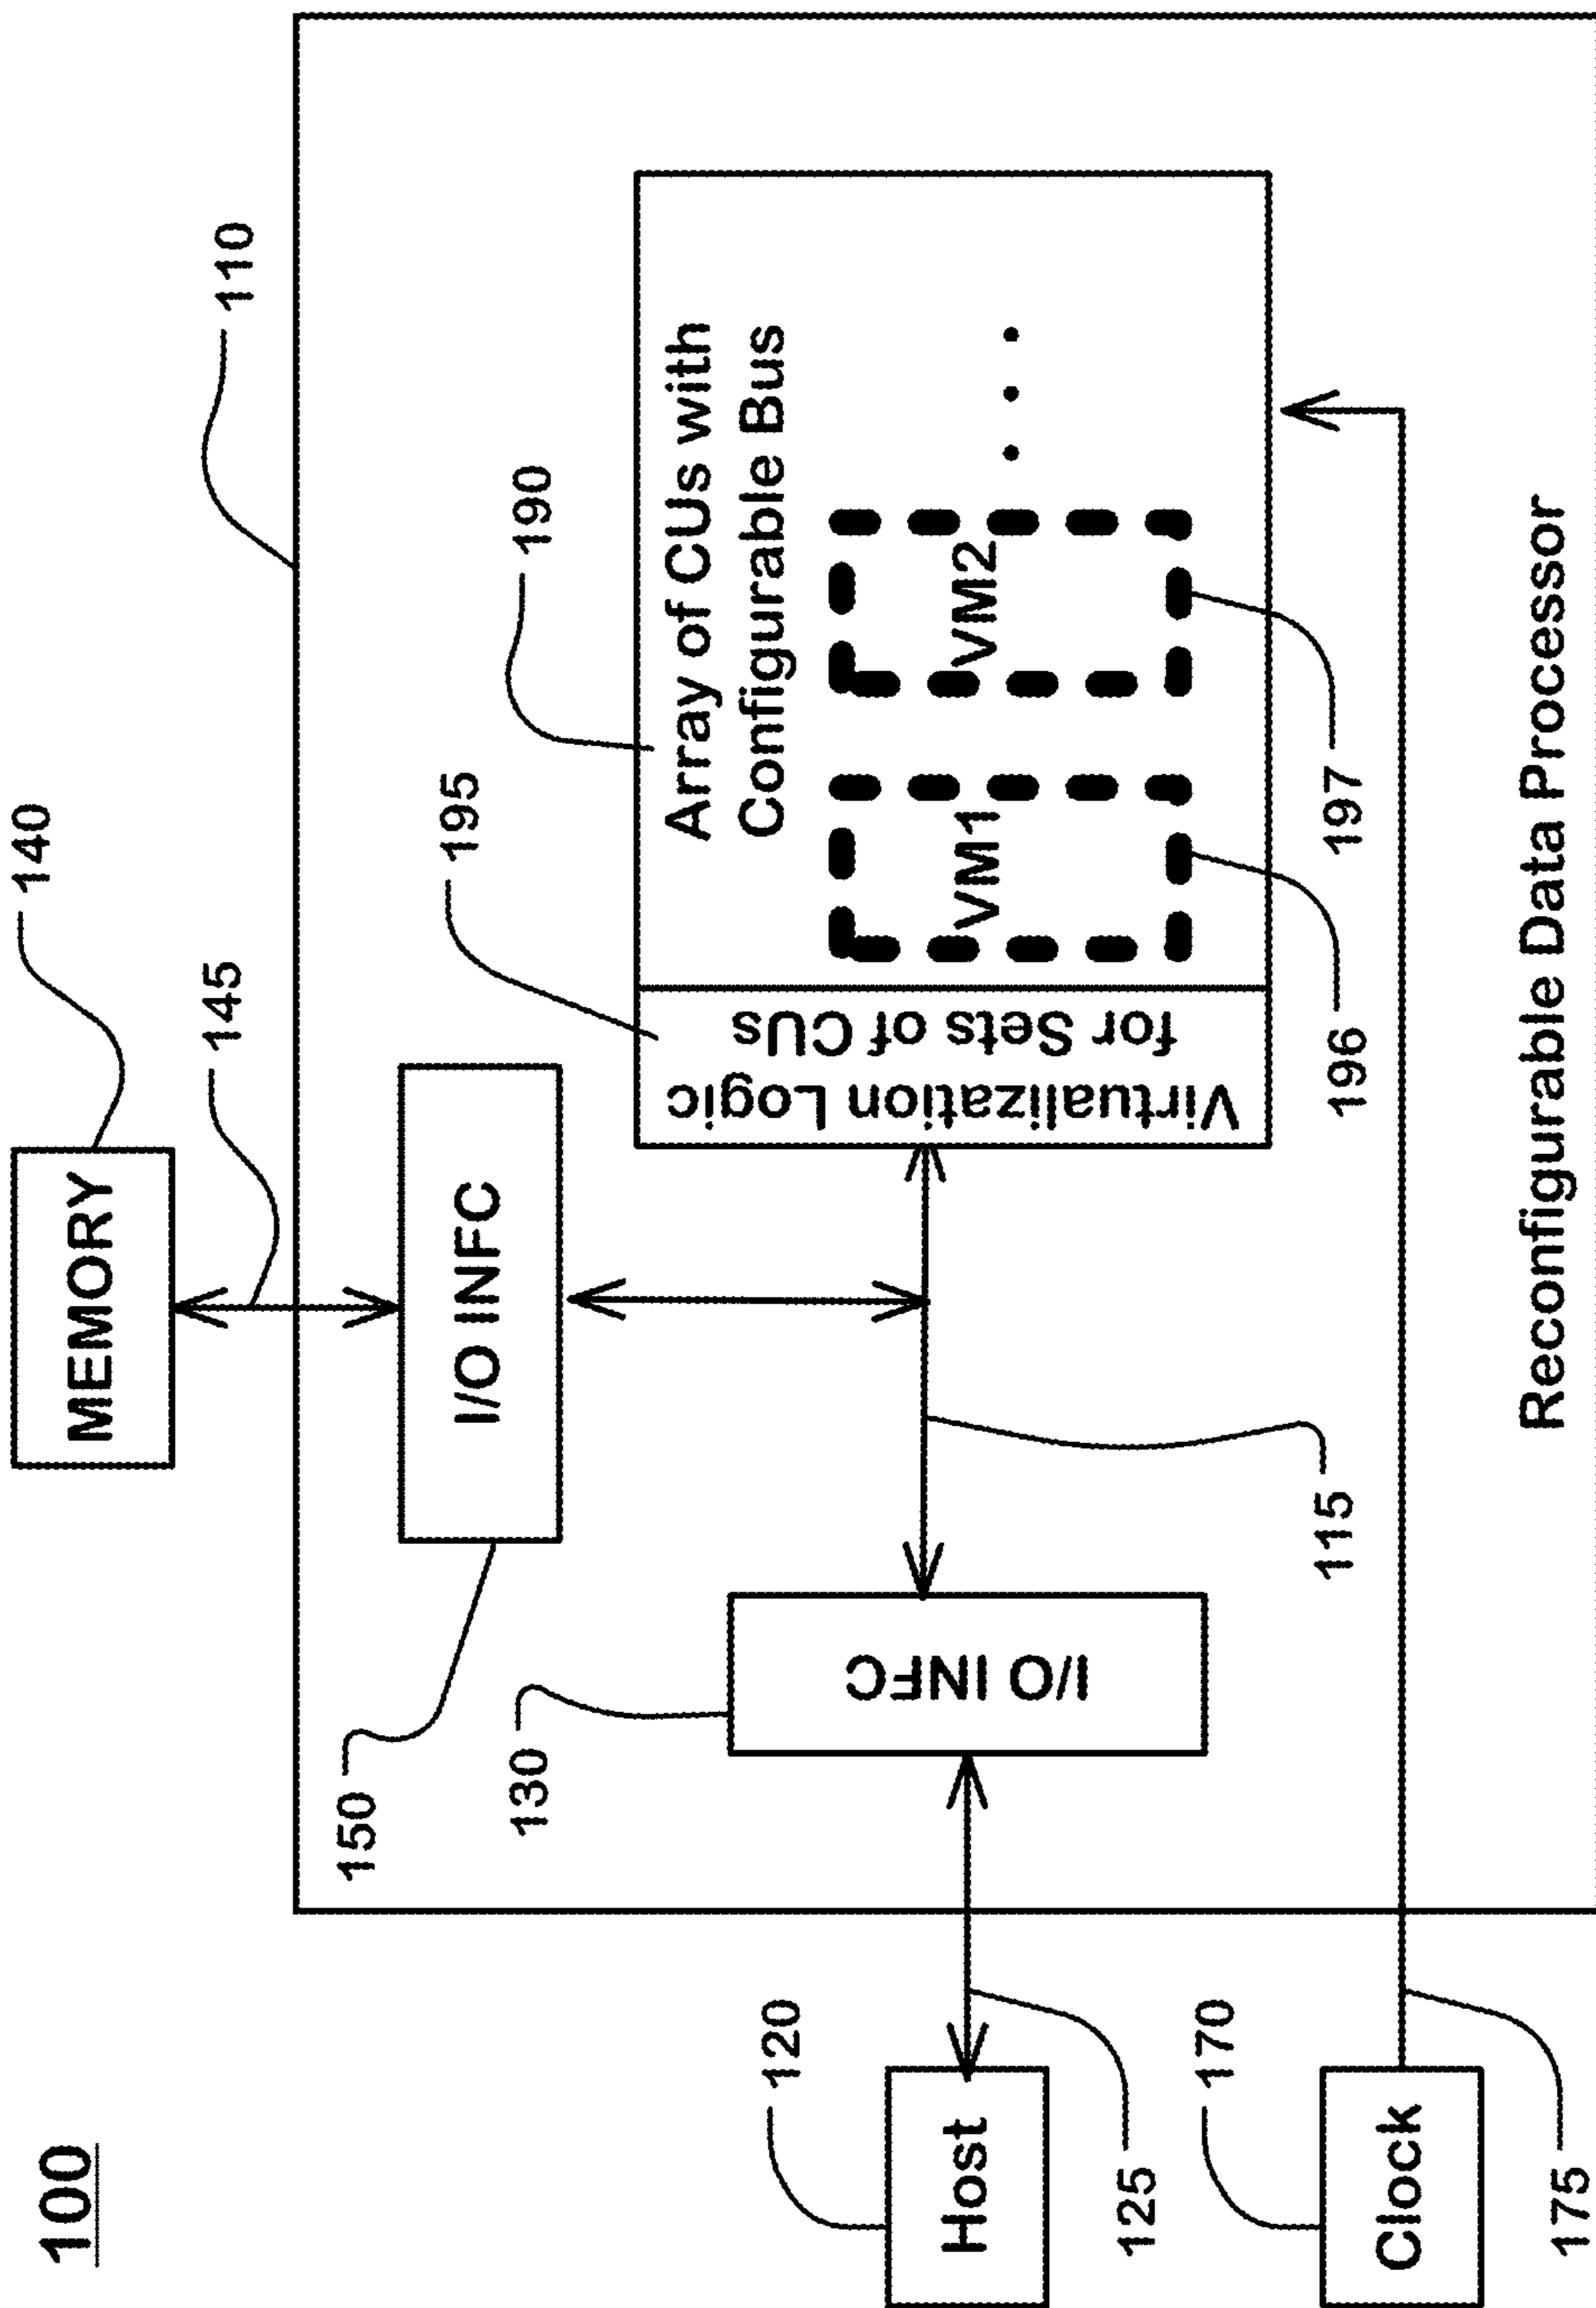 100
MEMORY
140
145
110
I/O INFC
150
195
190
130
I/O INFC
Virtualization Logic
for Sets of CUs
Array of CUs with
Configurable Bus
VM1
VM2
. . .
120
Host
125
115
196
197
170
Clock
175
Reconfigurable Data Processor